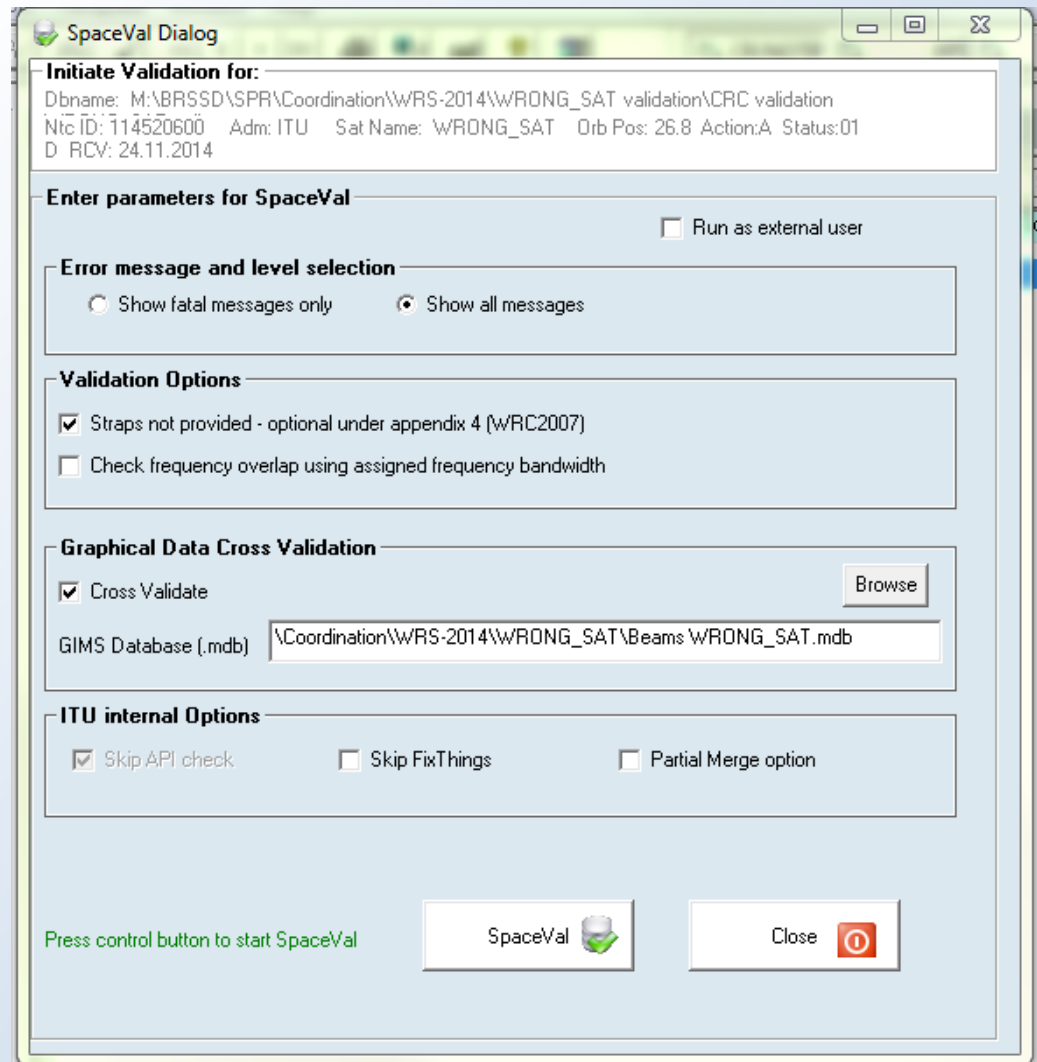 SpaceVal Dialog
Initiate Validation for:
Dbname: M:\BRSSD\SPR\Coordination\WRS-2014\WRONG_SAT validation\CRC validation
Ntc ID: 114520600 Adm: ITU Sat Name: WRONG_SAT Orb Pos: 26.8 Action:A Status:01
D_RCV: 24.11.2014
Enter parameters for SpaceVal
Run as external user
Error message and level selection
Show fatal messages only Show all messages
Validation Options
Straps not provided - optional under appendix 4 (WRC2007)
Check frequency overlap using assigned frequency bandwidth
Graphical Data Cross Validation
Cross Validate Browse
GIMS Database (.mdb) \Coordination\WRS-2014\WRONG_SAT\Beams WRONG_SAT.mdb
ITU internal Options
Skip API check Skip FixThings Partial Merge option
Press control button to start SpaceVal SpaceVal Close